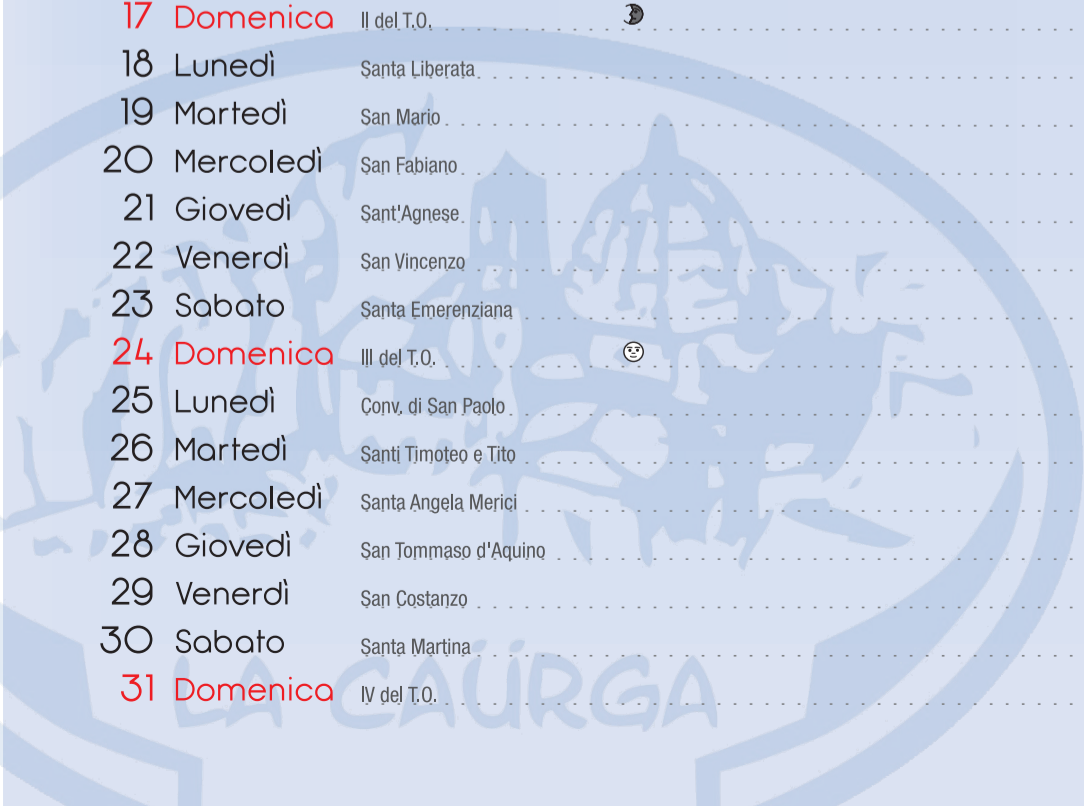 17 Domenica II del T.O.
18 Lunedì Santa Liberata
19 Martedì San Mario
20 Mercoledì San Fabiano
21 Giovedì Sant'Agnese
22 Venerdì San Vincenzo
23 Sabato Santa Emerenziana
24 Domenica III del T.O.
25 Lunedì Conv. di San Paolo
26 Martedì Santi Timoteo e Tito
27 Mercoledì Santa Angela Merici
28 Giovedì San Tommaso d'Aquino
29 Venerdì San Costanzo
30 Sabato Santa Martina
31 Domenica IV del T.O.
LA CAÜRGA